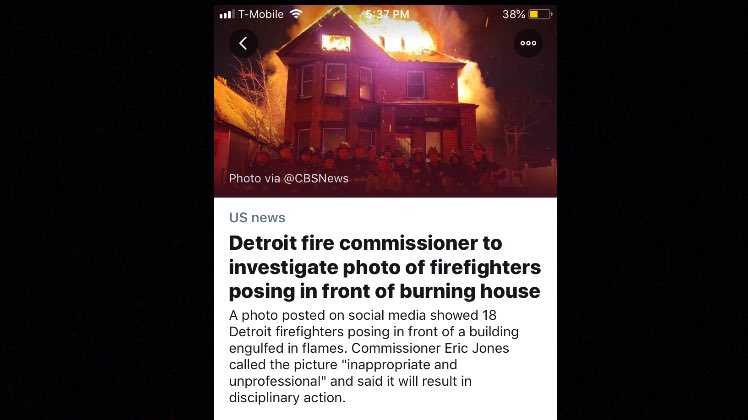 T-Mobile 5:37 PM 38%
Photo via @CBSNews
US news
Detroit fire commissioner to
investigate photo of firefighters
posing in front of burning house
A photo posted on social media showed 18
Detroit firefighters posing in front of a building
engulfed in flames. Commissioner Eric Jones
called the picture "inappropriate and
unprofessional" and said it will result in
disciplinary action.